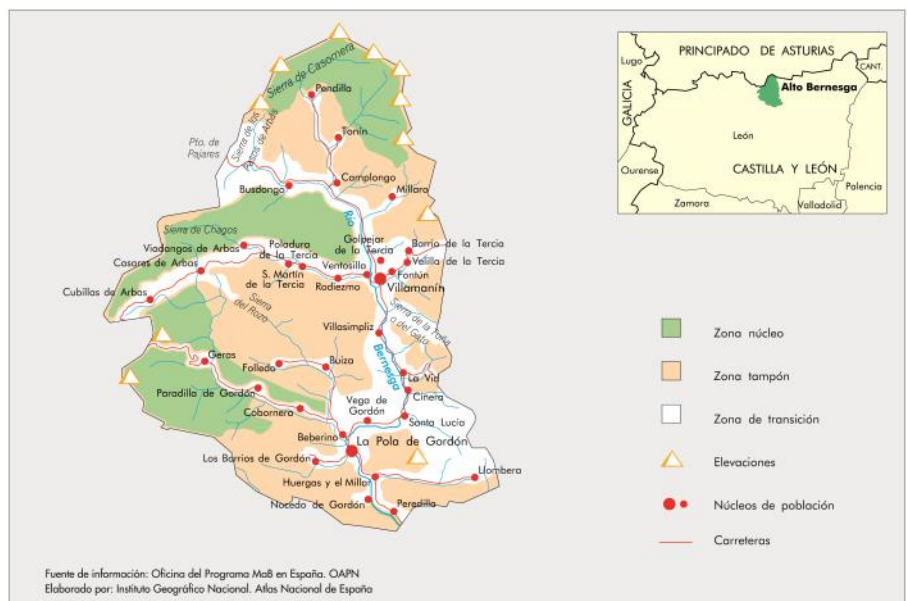 Sierra de Casomera
Pendilla
Tonín
Sierra de los
Pasos de Arbás
Pto. de
Pajares
Busdongo
Camplongo
Millaro
Río
Sierra de Chagos
Viadangos de Arbas
Poladura
de la Tercia
Golpejar
de la Tercia
Barrio de la Tercia
Velilla de la Tercia
Casares de Arbas
Ventosilla
Fontún
S. Martín
de la Tercia
Rodiezmo
Villamanín
Cubillas de Arbas
Sierra
del Rozo
Sierra de la Peña
o del Gato
Villasimpliz
Bernesga
Geras
Folledo
Buiza
La Vid
Ciñera
Paradilla de Gordón
Vega de
Gordón
Cabornera
Santa Lucía
Beberino
La Pola de Gordón
Los Barrios de Gordón
Llombera
Huergas y el Millar
Nocedo de Gordón
Peredilla
PRINCIPADO DE ASTURIAS
Lugo
CANT.
Alto Bernesga
GALICIA
León
CASTILLA Y LEÓN
Ourense
Palencia
Zamora
Valladolid
Zona núcleo
Zona tampón
Zona de transición
Elevaciones
Núcleos de población
Carreteras
Fuente de información: Oficina del Programa MaB en España. OAPN
Elaborado por: Instituto Geográfico Nacional. Atlas Nacional de España